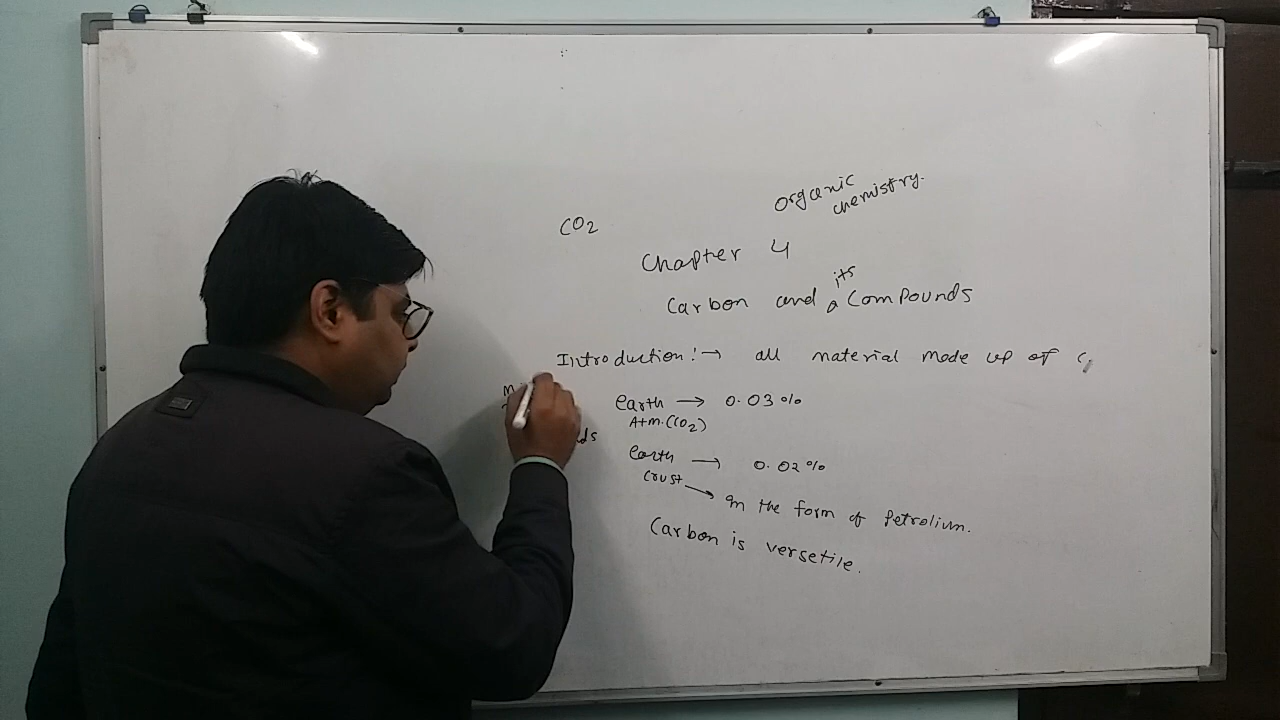 organic
chemistry.
CO2
Chapter 4
its
Carbon and Compounds
Introduction:→ all material made up of C,
earth → 0.03%
Atm.(CO2)
earth → 0.02%
crust → in the form of Petrolium.
Carbon is versetile.